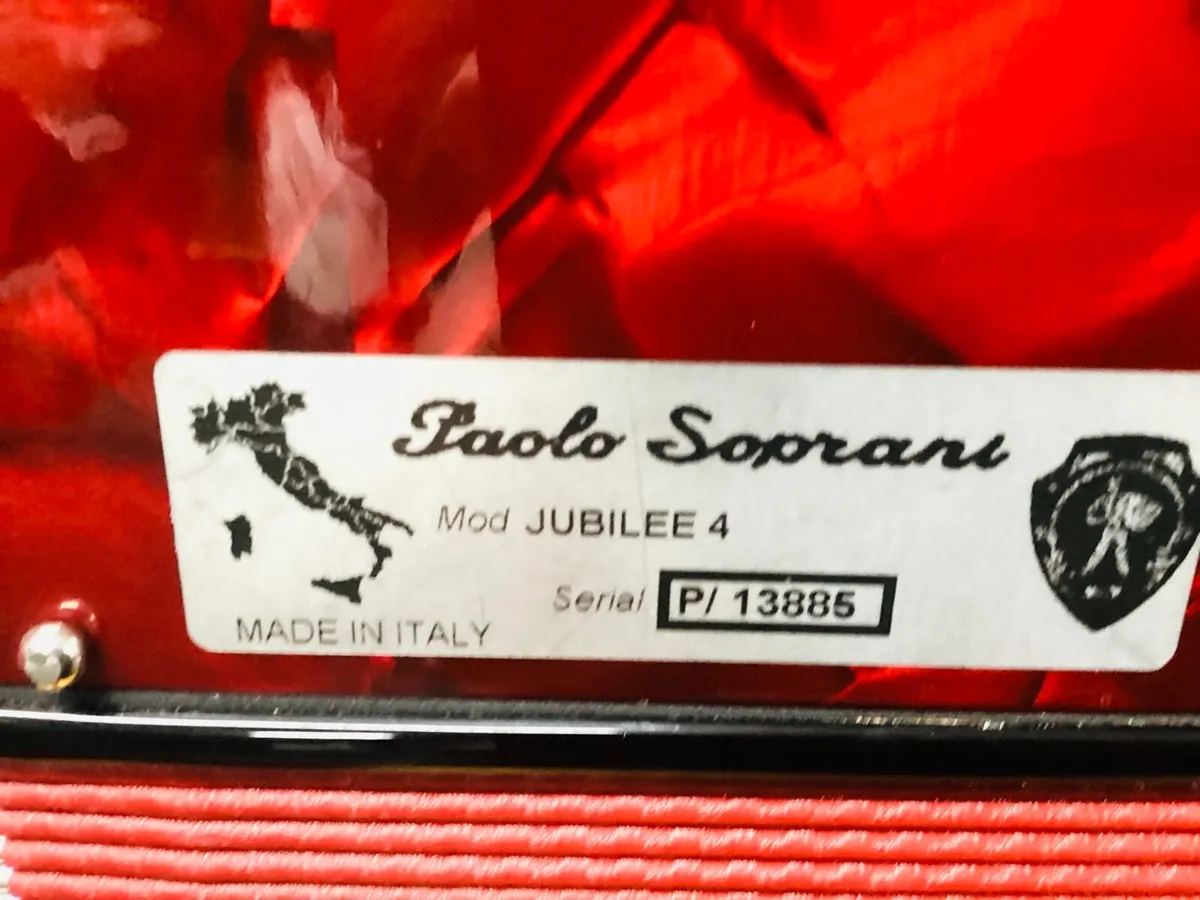 Paolo Soprani
Mod JUBILEE 4
Serial P/ 13885
MADE IN ITALY